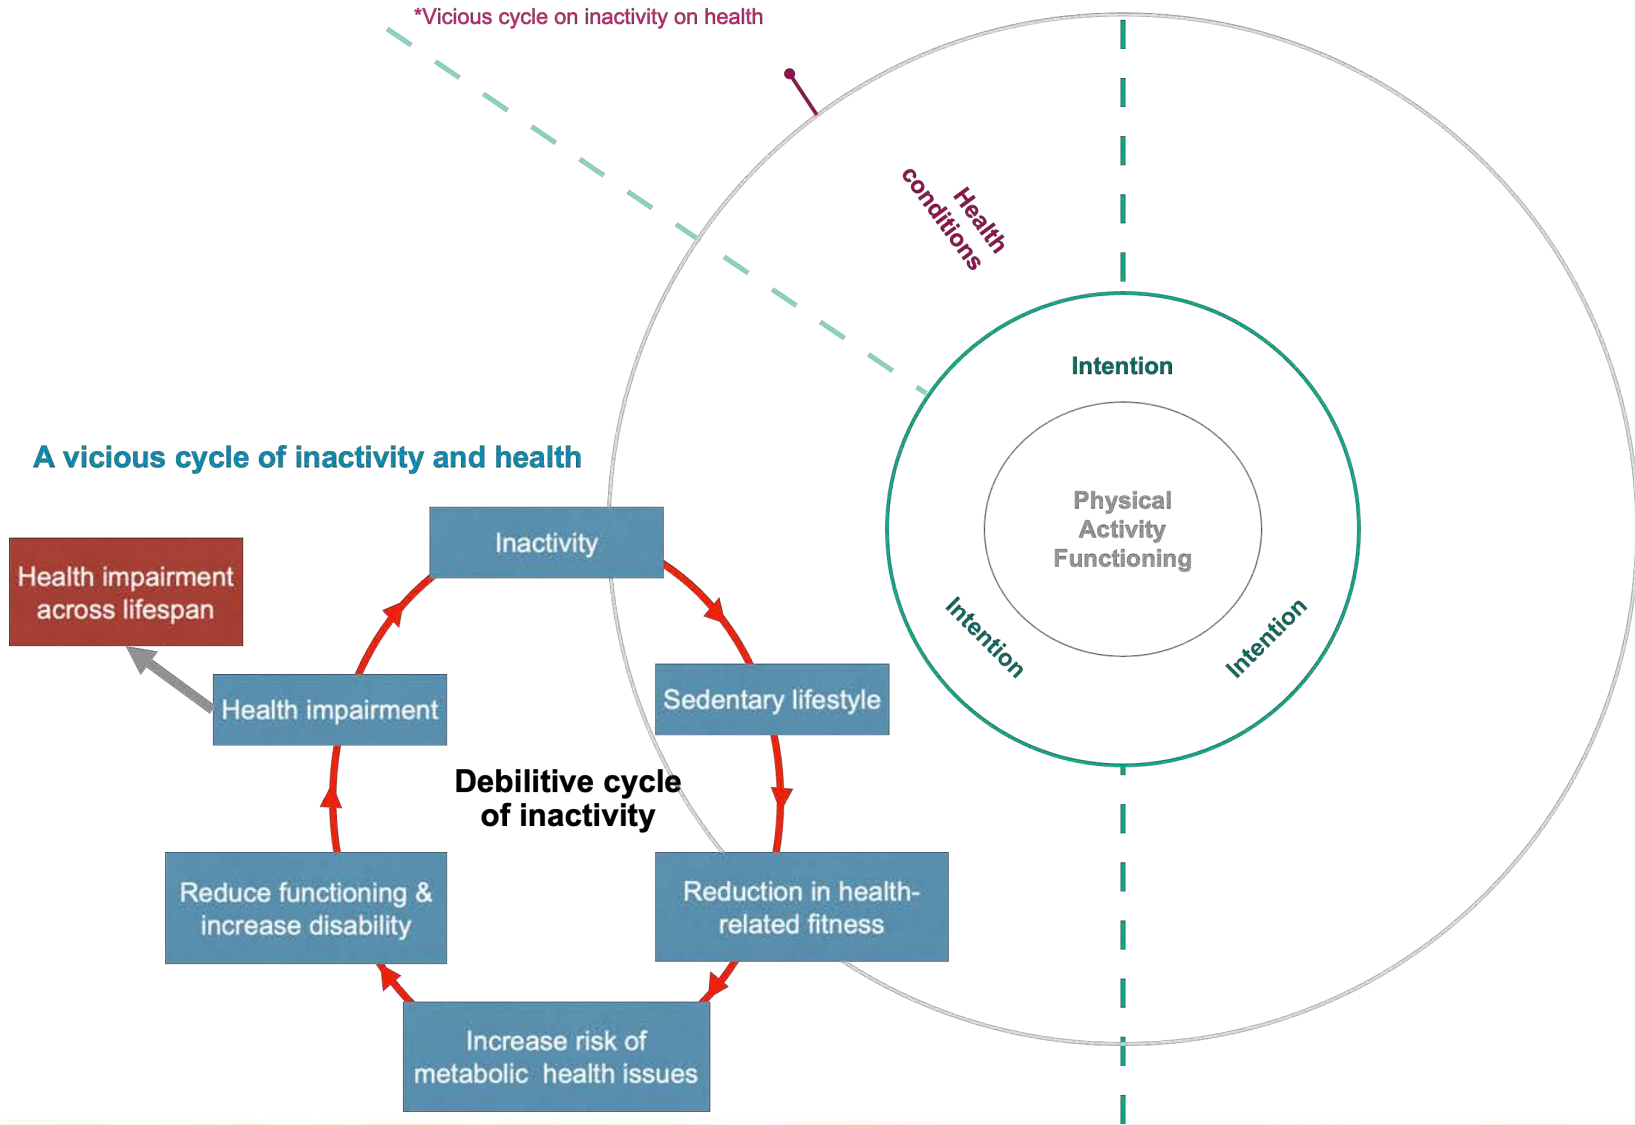 *Vicious cycle on inactivity on health
Health
conditions
Intention
Physical
Activity
Functioning
Intention
Intention
A vicious cycle of inactivity and health
Inactivity
Health impairment
across lifespan
Sedentary lifestyle
Health impairment
Debilitive cycle
of inactivity
Reduce functioning &
increase disability
Reduction in health-
related fitness
Increase risk of
metabolic  health issues